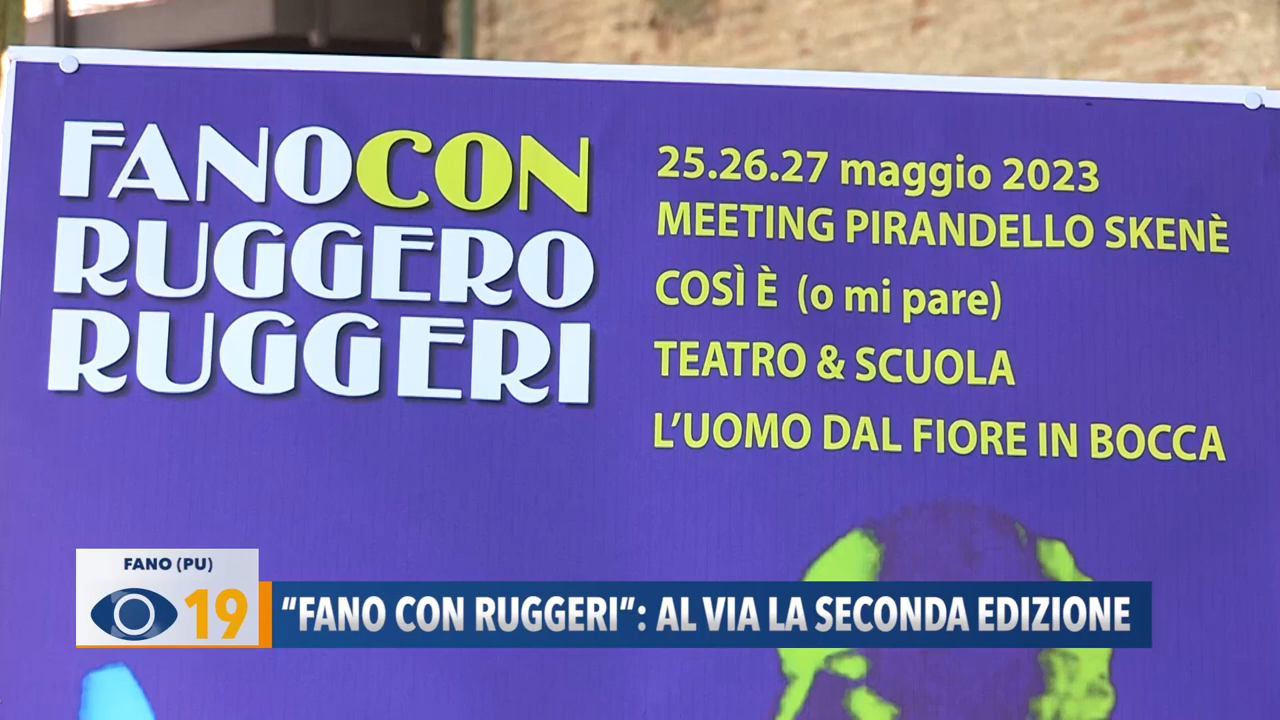 FANOCON
RUGGERO
RUGGERI
25.26.27 maggio 2023
MEETING PIRANDELLO SKENÈ
COSÌ È (o mi pare)
TEATRO & SCUOLA
L'UOMO DAL FIORE IN BOCCA
FANO (PU)
19
“FANO CON RUGGERI”: AL VIA LA SECONDA EDIZIONE